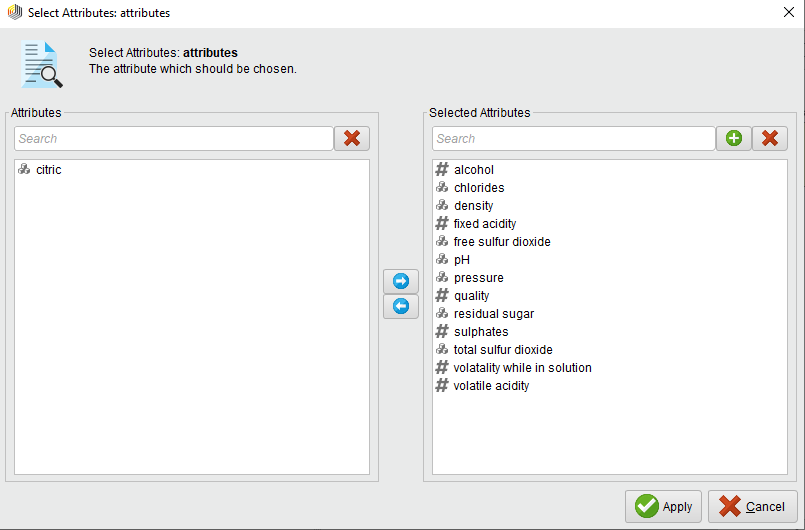 Select Attributes: attributes
Select Attributes: attributes
The attribute which should be chosen.
Attributes
Search
citric
Selected Attributes
Search
alcohol
chlorides
density
fixed acidity
free sulfur dioxide
pH
pressure
quality
residual sugar
sulphates
total sulfur dioxide
volatality while in solution
volatile acidity
Apply
Cancel